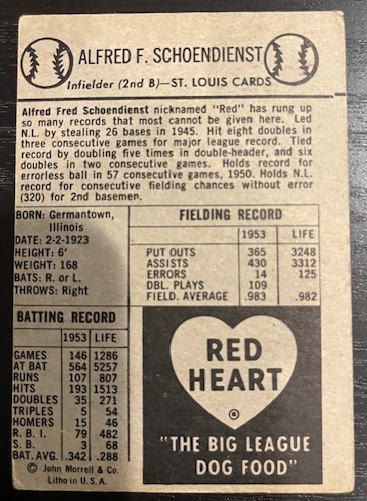 ALFRED F. SCHOENDIENST
Infielder (2nd B)—ST. LOUIS CARDS
Alfred Fred Schoendienst nicknamed "Red" has rung up
so many records that most cannot be given here. Led
N.L. by stealing 26 bases in 1945. Hit eight doubles in
three consecutive games for major league record. Tied
record by doubling five times in double-header, and six
doubles in two consecutive games. Holds record for
errorless ball in 57 consecutive games, 1950. Holds N.L.
record for consecutive fielding chances without error
(320) for 2nd basemen.
BORN: Germantown,
Illinois
DATE: 2-2-1923
HEIGHT: 6'
WEIGHT: 168
BATS: R. or L.
THROWS: Right
FIELDING RECORD
1953 LIFE
PUT OUTS 365 3248
ASSISTS 430 3312
ERRORS 14 125
DBL. PLAYS 109
FIELD. AVERAGE .983 .982
BATTING RECORD
1953 LIFE
GAMES 146 1286
AT BAT 564 5257
RUNS 107 807
HITS 193 1513
DOUBLES 35 271
TRIPLES 5 54
HOMERS 15 46
R. B. I. 79 482
S. B. 3 68
BAT. AVG. .342 .288
© John Morrell & Co.
Litho in U. S. A.
RED
HEART
®
"THE BIG LEAGUE
DOG FOOD"